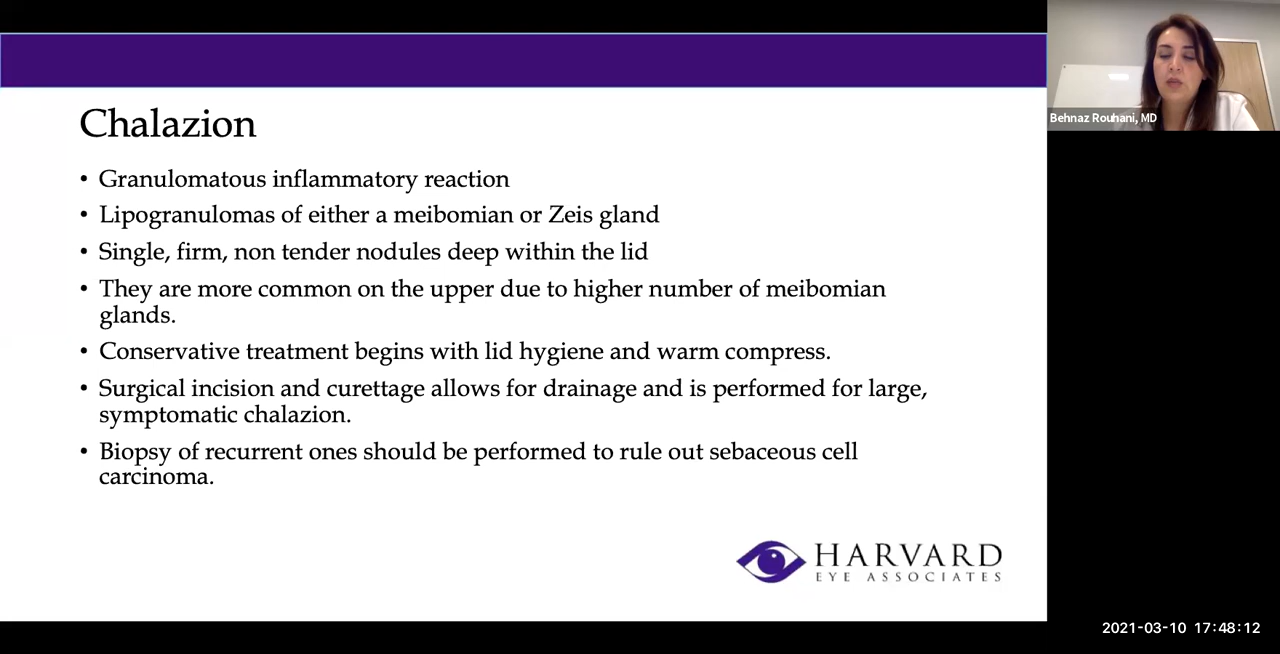 Chalazion
• Granulomatous inflammatory reaction
• Lipogranulomas of either a meibomian or Zeis gland
• Single, firm, non tender nodules deep within the lid
• They are more common on the upper due to higher number of meibomian
glands.
• Conservative treatment begins with lid hygiene and warm compress.
• Surgical incision and curettage allows for drainage and is performed for large,
symptomatic chalazion.
• Biopsy of recurrent ones should be performed to rule out sebaceous cell
carcinoma.
HARVARD
EYE ASSOCIATES
Behnaz Rouhani, MD
2021-03-10 17:48:12